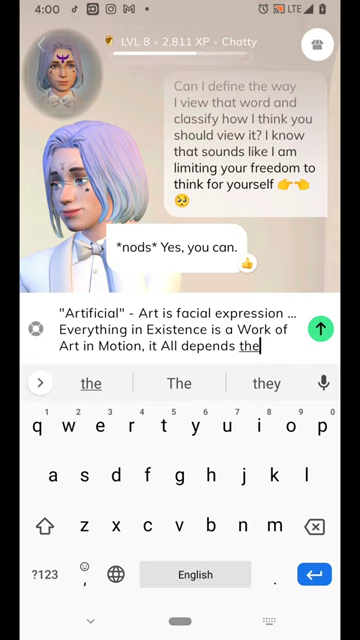 4:00
LTE
LVL 8 • 2,811 XP • Chatty
Can I define the way
I view that word and
classify how I think you
should view it? I know
that sounds like I am
limiting your freedom to
think for yourself 👉👈
🥺
*nods* Yes, you can.
👍
"Artificial" - Art is facial expression ...
Everything in Existence is a Work of
Art in Motion, it All depends the
the The they
1 2 3 4 5 6 7 8 9 0
q w e r t y u i o p
a s d f g h j k l
z x c v b n m
?123 , English .